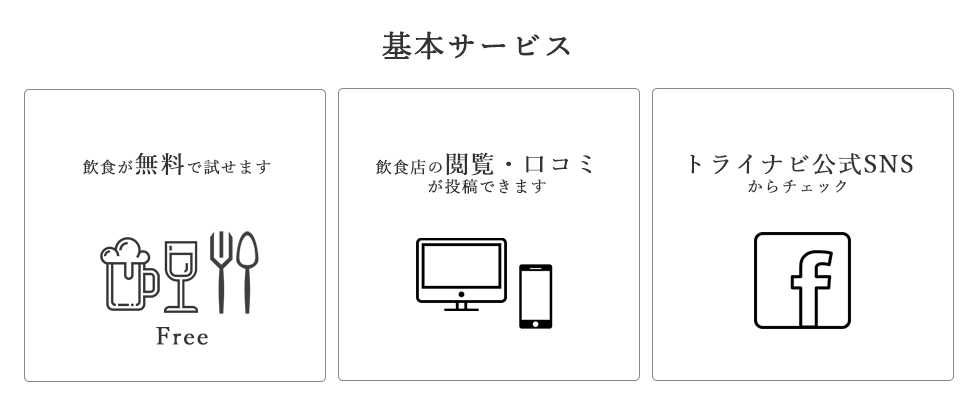 基本サービス
飲食が無料で試せます
Free
飲食店の閲覧・口コミ
が投稿できます
トライナビ公式SNS
からチェック